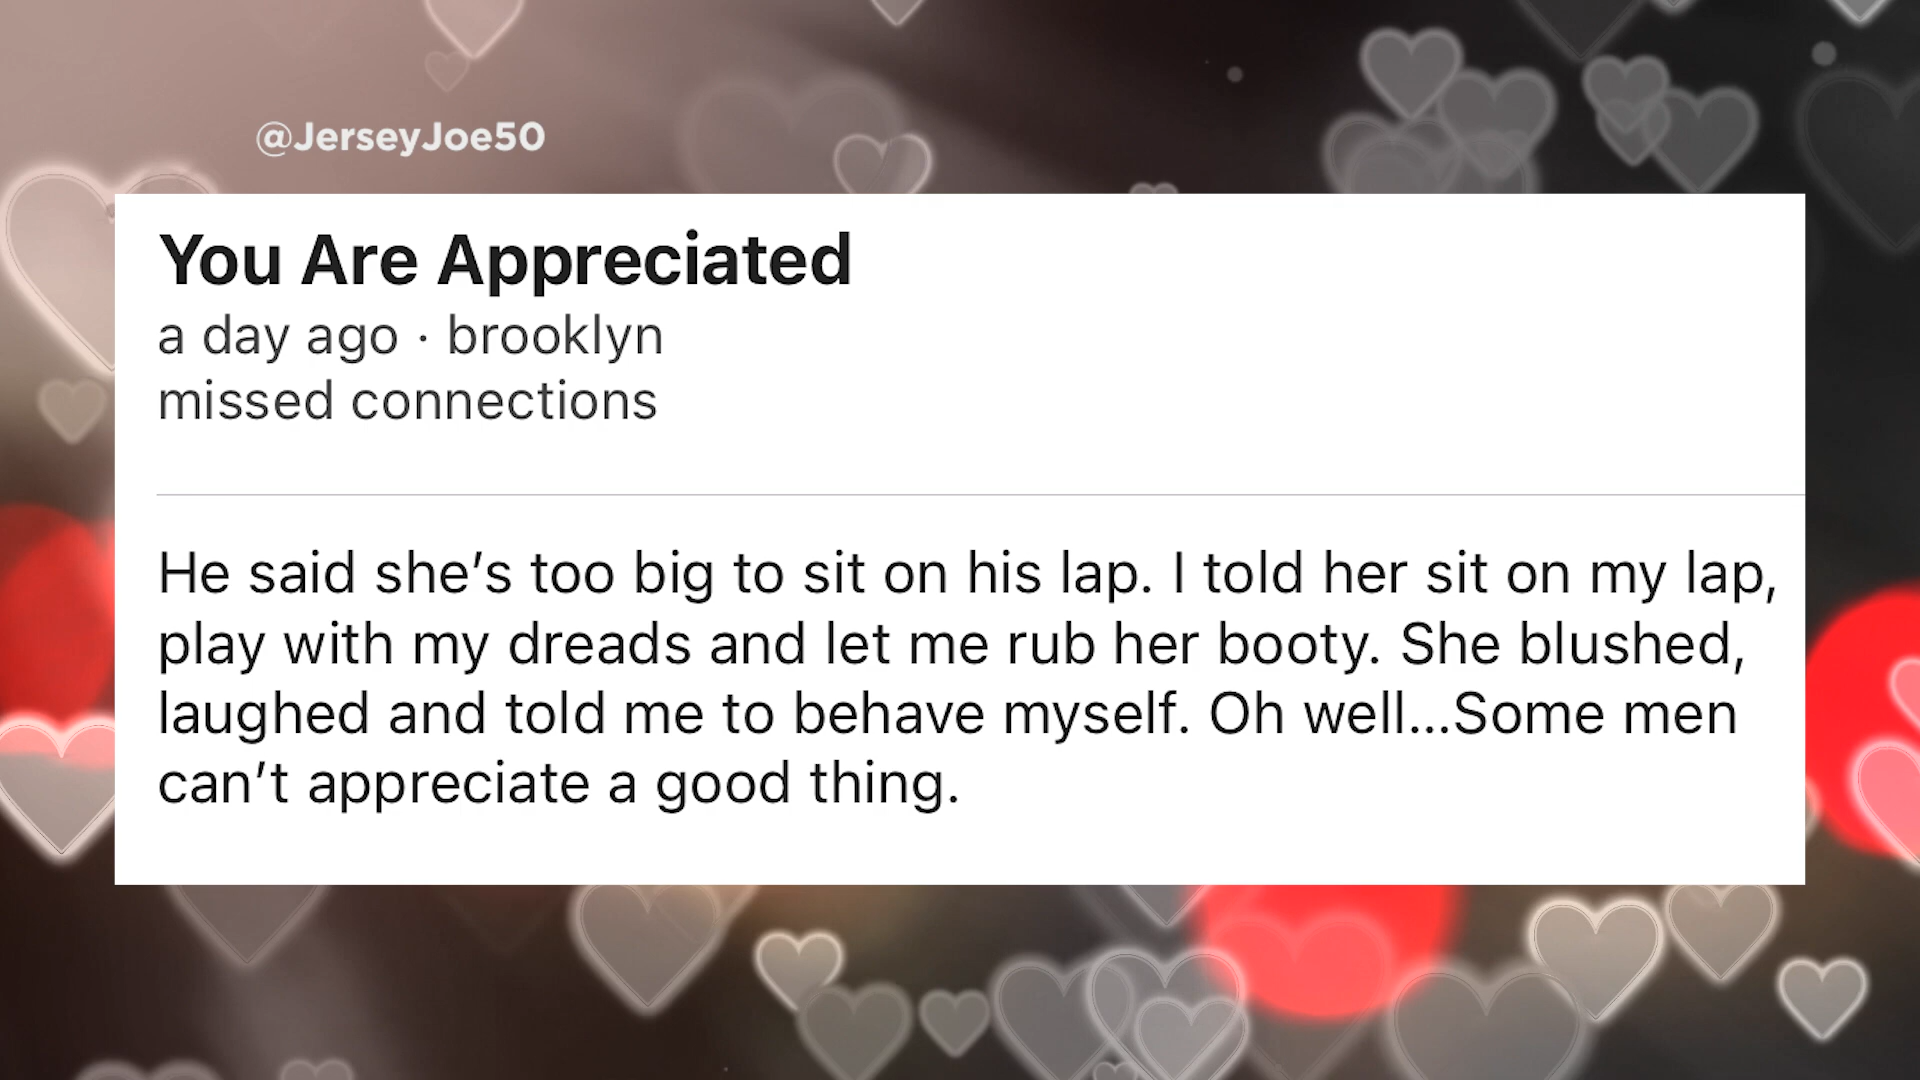 @JerseyJoe50
You Are Appreciated
a day ago · brooklyn
missed connections
He said she’s too big to sit on his lap. I told her sit on my lap,
play with my dreads and let me rub her booty. She blushed,
laughed and told me to behave myself. Oh well...Some men
can’t appreciate a good thing.